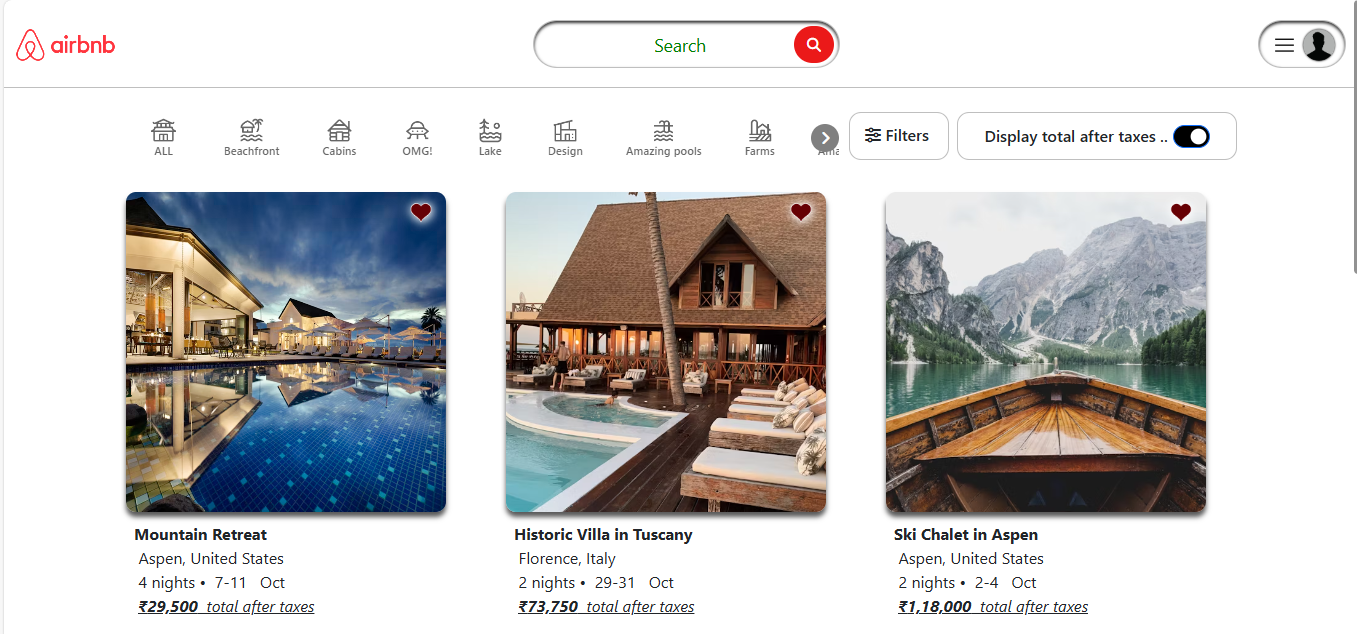 airbnb
Search
ALL
Beachfront
Cabins
OMG!
Lake
Design
Amazing pools
Farms
Filters
Display total after taxes ..
Mountain Retreat
Aspen, United States
4 nights • 7-11 Oct
₹29,500 total after taxes
Historic Villa in Tuscany
Florence, Italy
2 nights • 29-31 Oct
₹73,750 total after taxes
Ski Chalet in Aspen
Aspen, United States
2 nights • 2-4 Oct
₹1,18,000 total after taxes